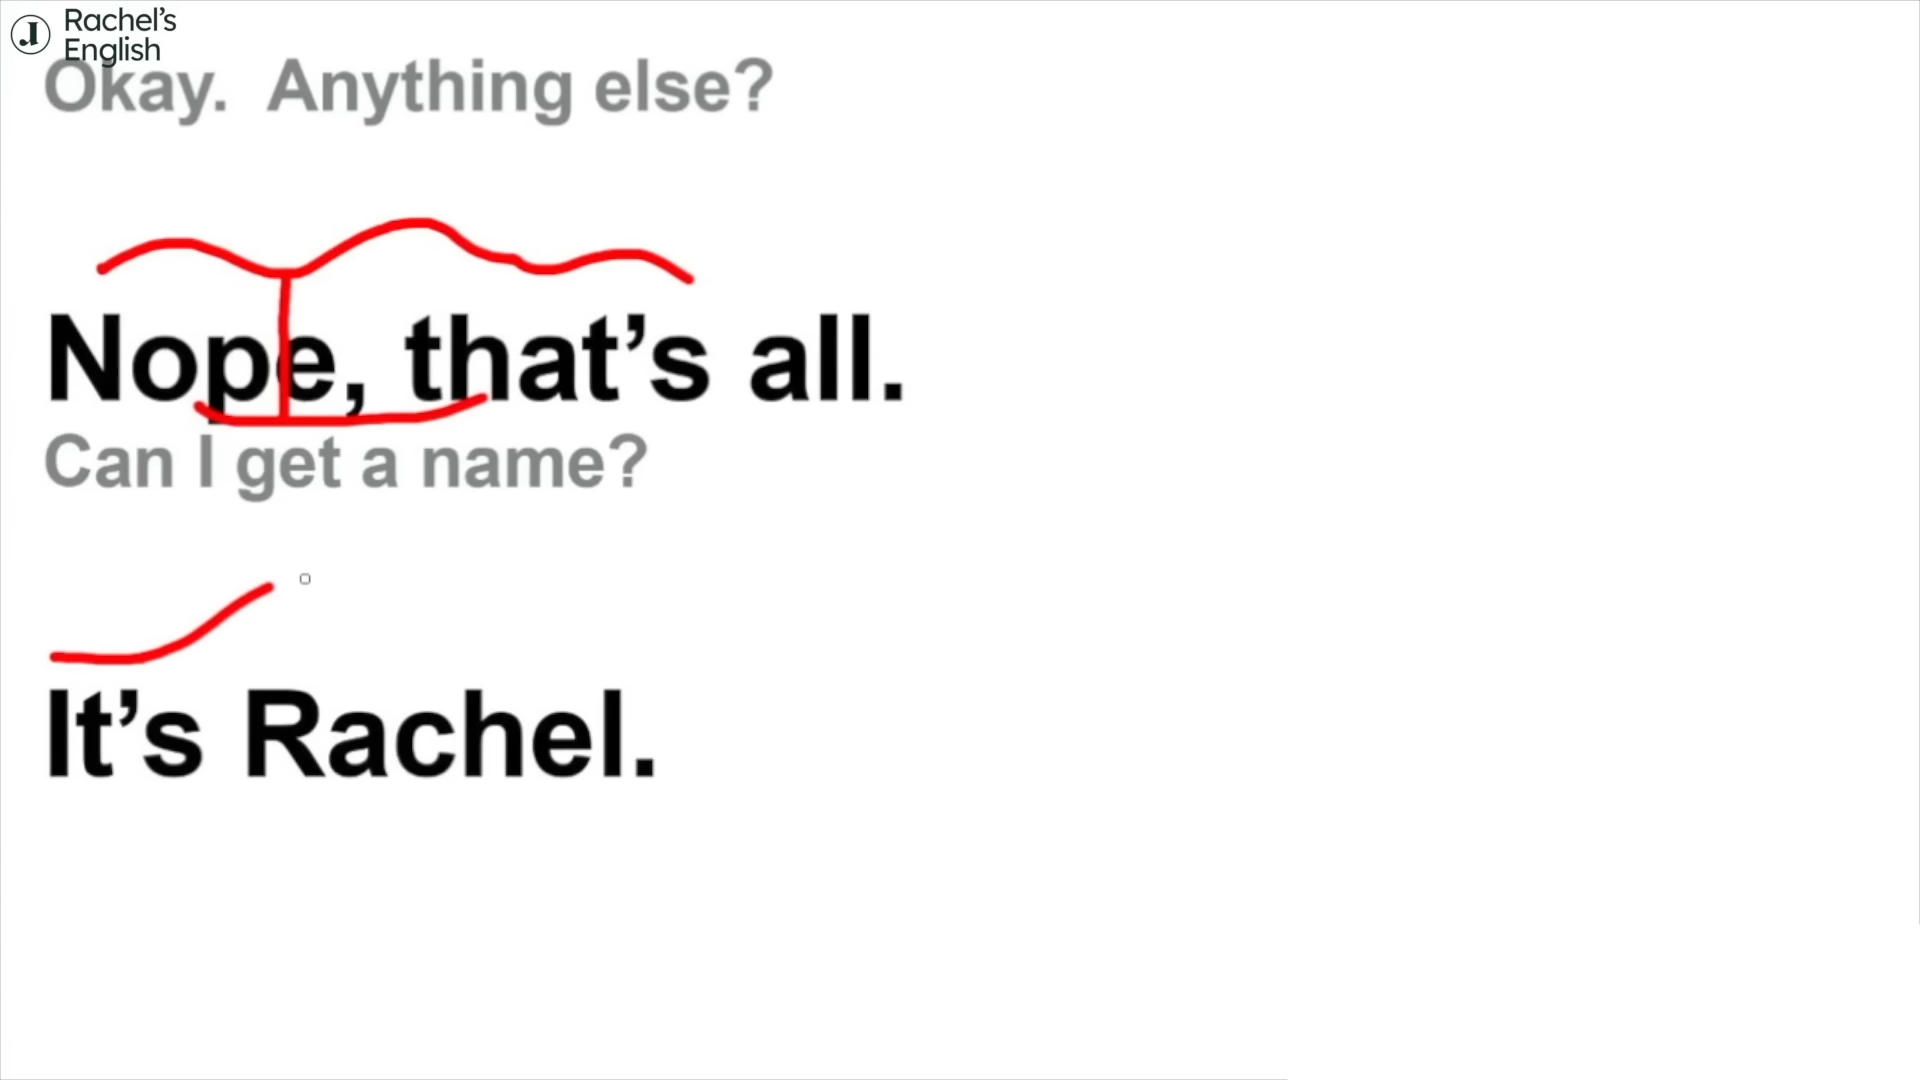 Rachel's
English
Okay. Anything else?
Nope, that’s all.
Can I get a name?
It’s Rachel.